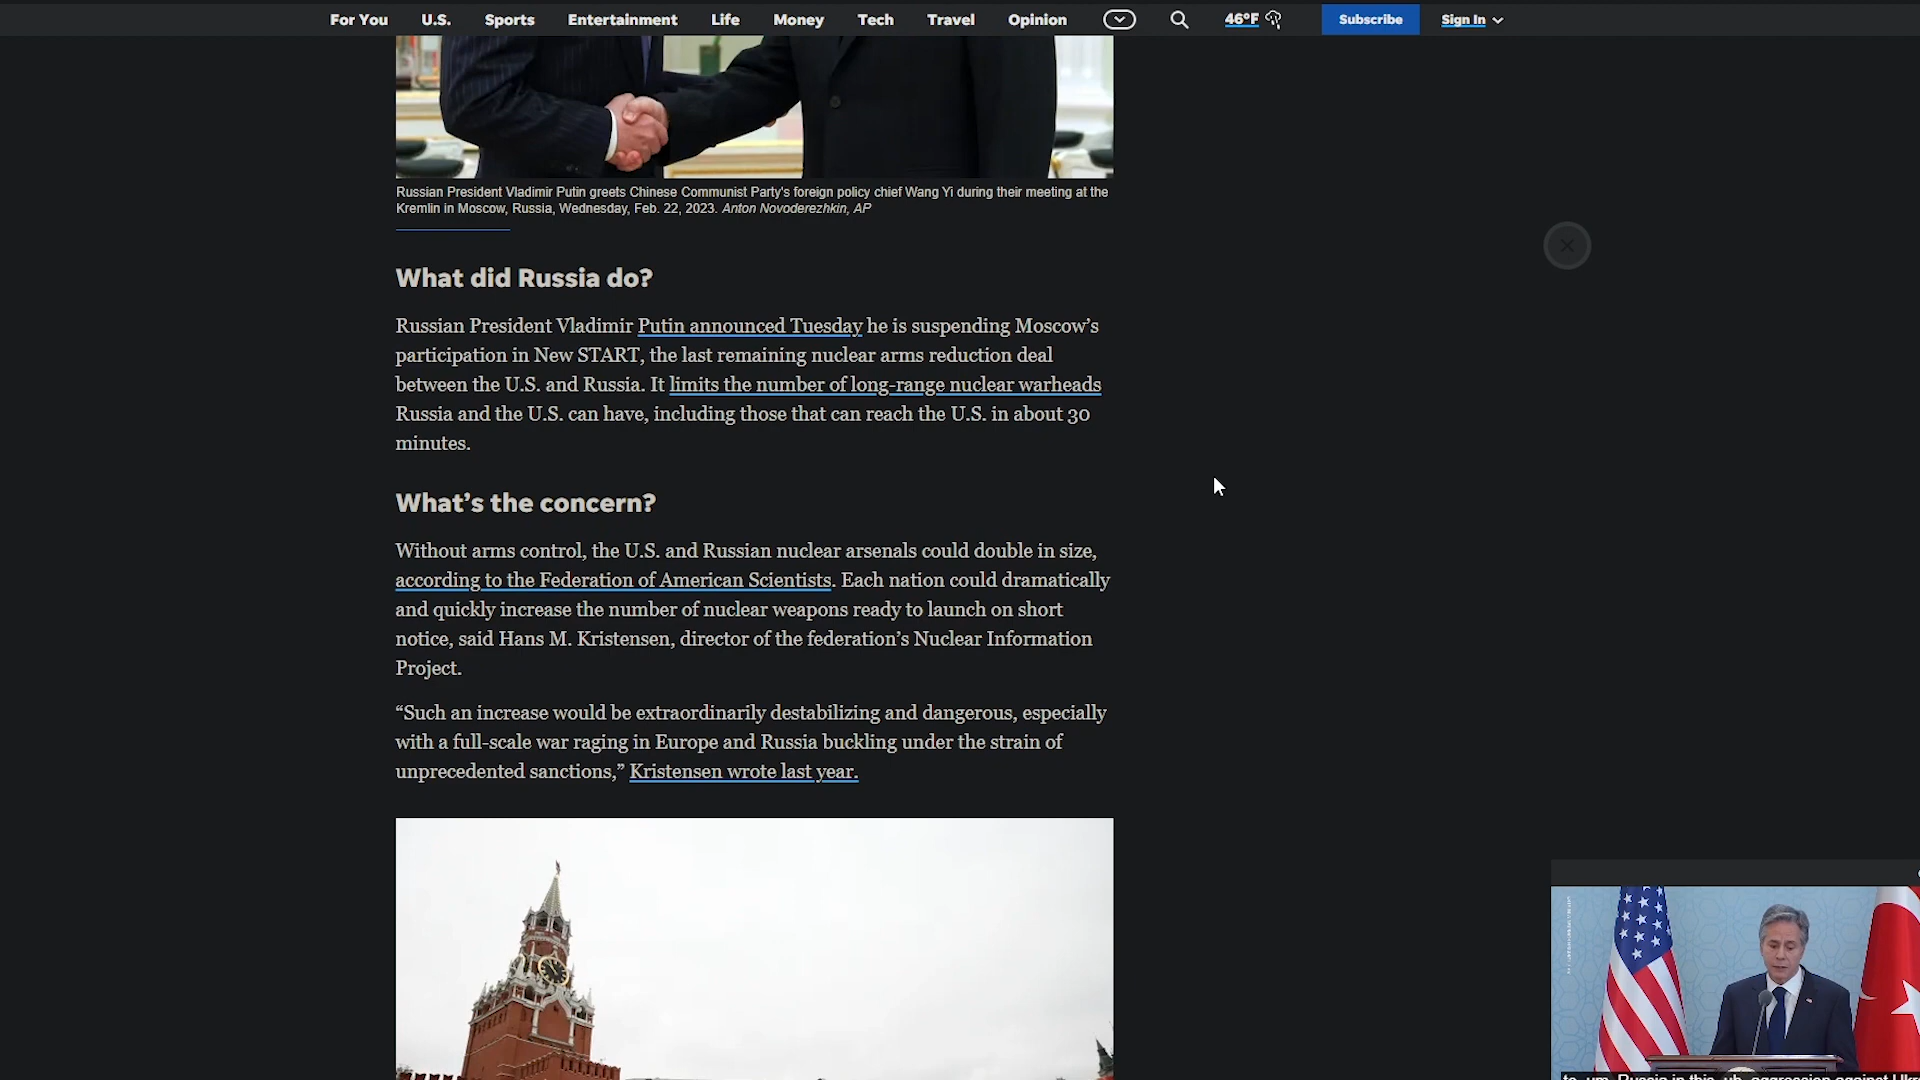 For You U.S. Sports Entertainment Life Money Tech Travel Opinion 46°F Subscribe Sign In
Russian President Vladimir Putin greets Chinese Communist Party's foreign policy chief Wang Yi during their meeting at the
Kremlin in Moscow, Russia, Wednesday, Feb. 22, 2023. Anton Novoderezhkin, AP
What did Russia do?
Russian President Vladimir Putin announced Tuesday he is suspending Moscow’s
participation in New START, the last remaining nuclear arms reduction deal
between the U.S. and Russia. It limits the number of long-range nuclear warheads
Russia and the U.S. can have, including those that can reach the U.S. in about 30
minutes.
What’s the concern?
Without arms control, the U.S. and Russian nuclear arsenals could double in size,
according to the Federation of American Scientists. Each nation could dramatically
and quickly increase the number of nuclear weapons ready to launch on short
notice, said Hans M. Kristensen, director of the federation’s Nuclear Information
Project.
“Such an increase would be extraordinarily destabilizing and dangerous, especially
with a full-scale war raging in Europe and Russia buckling under the strain of
unprecedented sanctions,” Kristensen wrote last year.
to, um, Russia in this, uh, aggression against